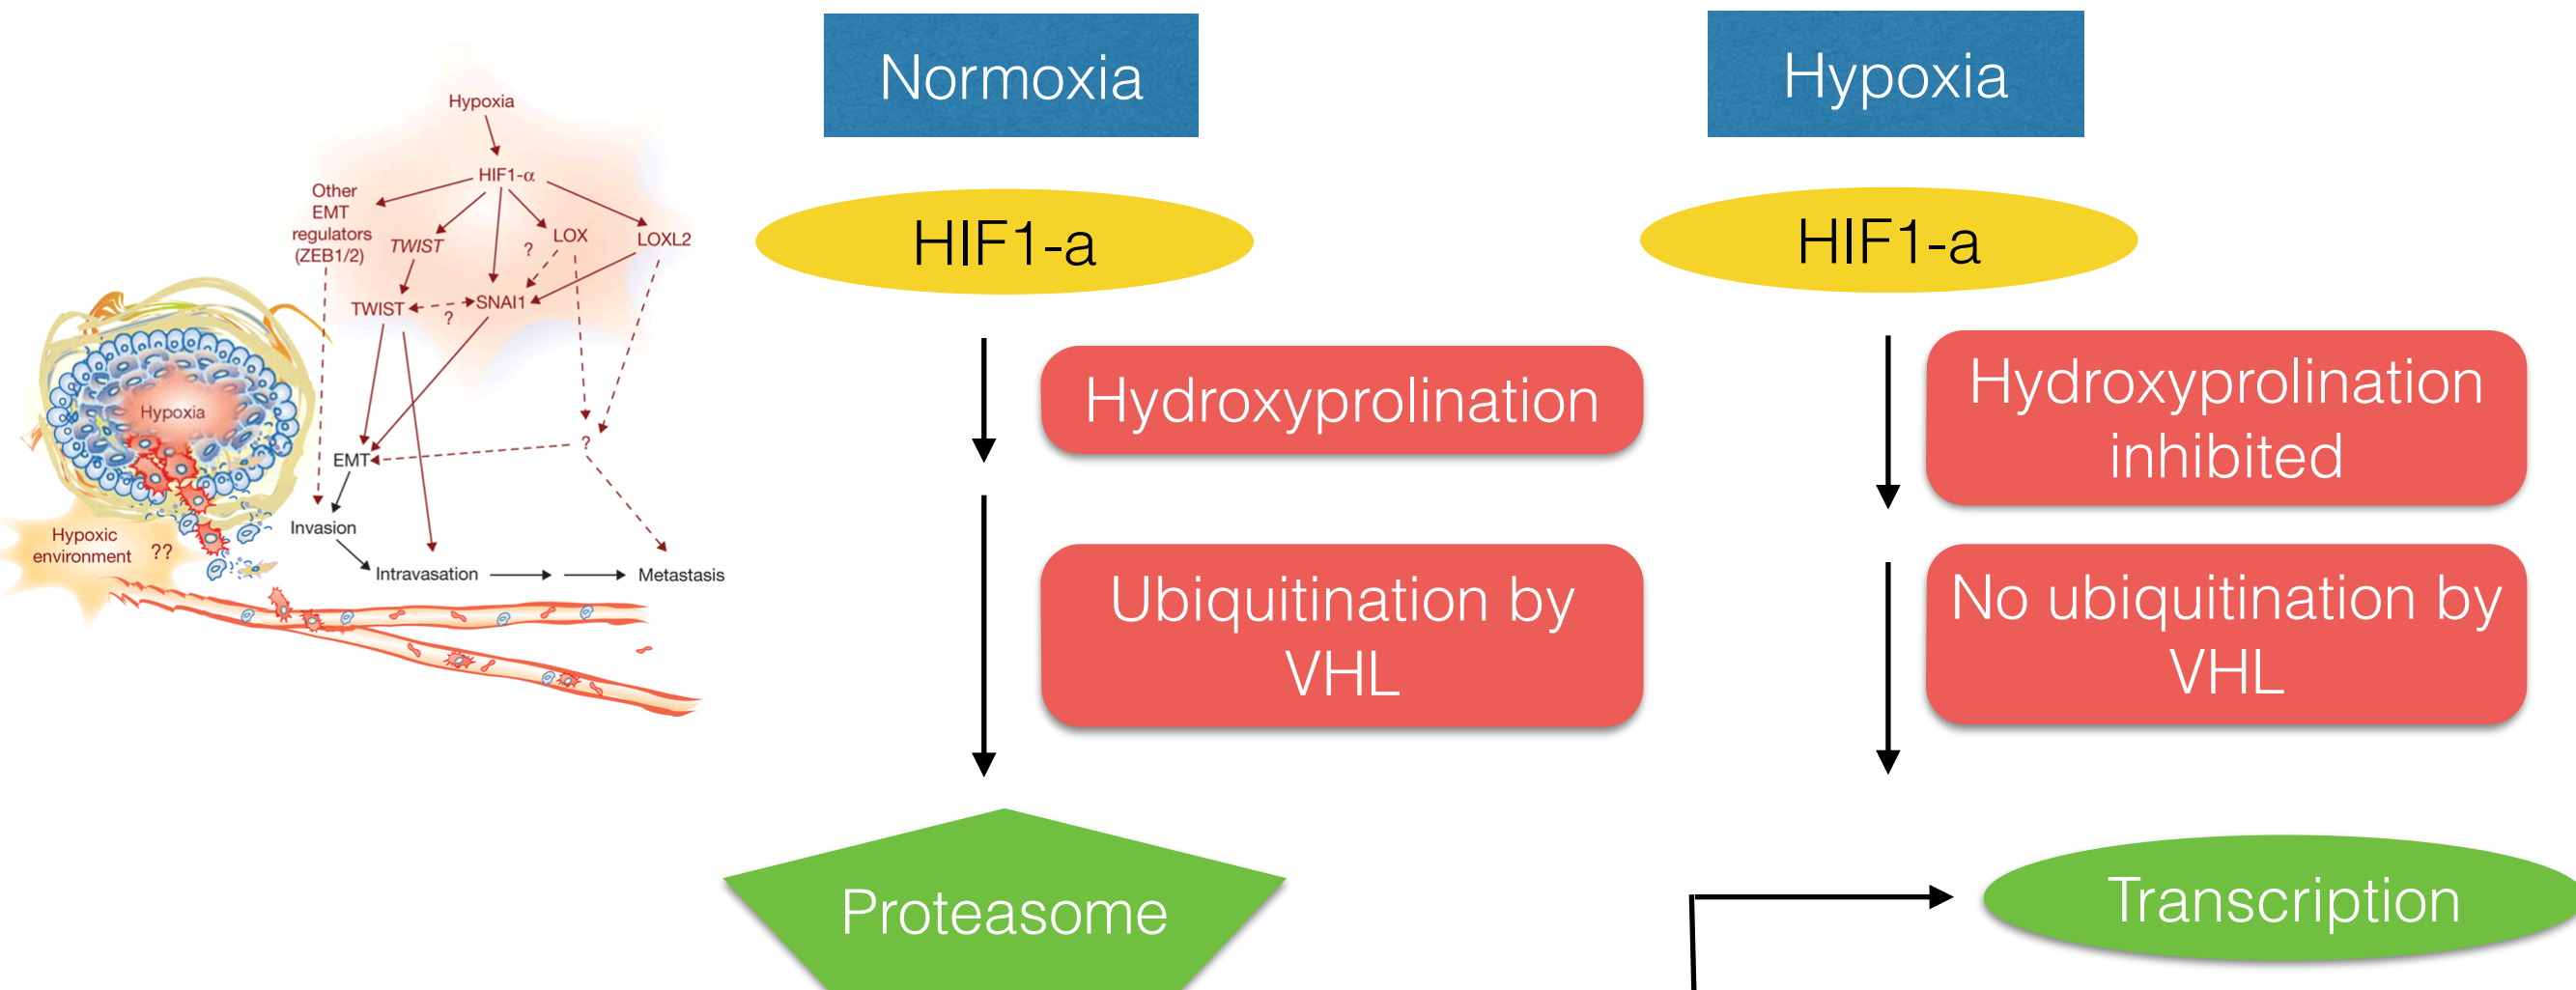 Hypoxia
HIF1-α
Other
EMT
regulators
(ZEB1/2)
TWIST
?
LOX
LOXL2
TWIST
?
SNAI1
Hypoxia
EMT
?
Invasion
Hypoxic
environment ??
Intravasation
Metastasis
Normoxia
HIF1-a
Hydroxyprolination
Ubiquitination by
VHL
Proteasome
Hypoxia
HIF1-a
Hydroxyprolination
inhibited
No ubiquitination by
VHL
Transcription